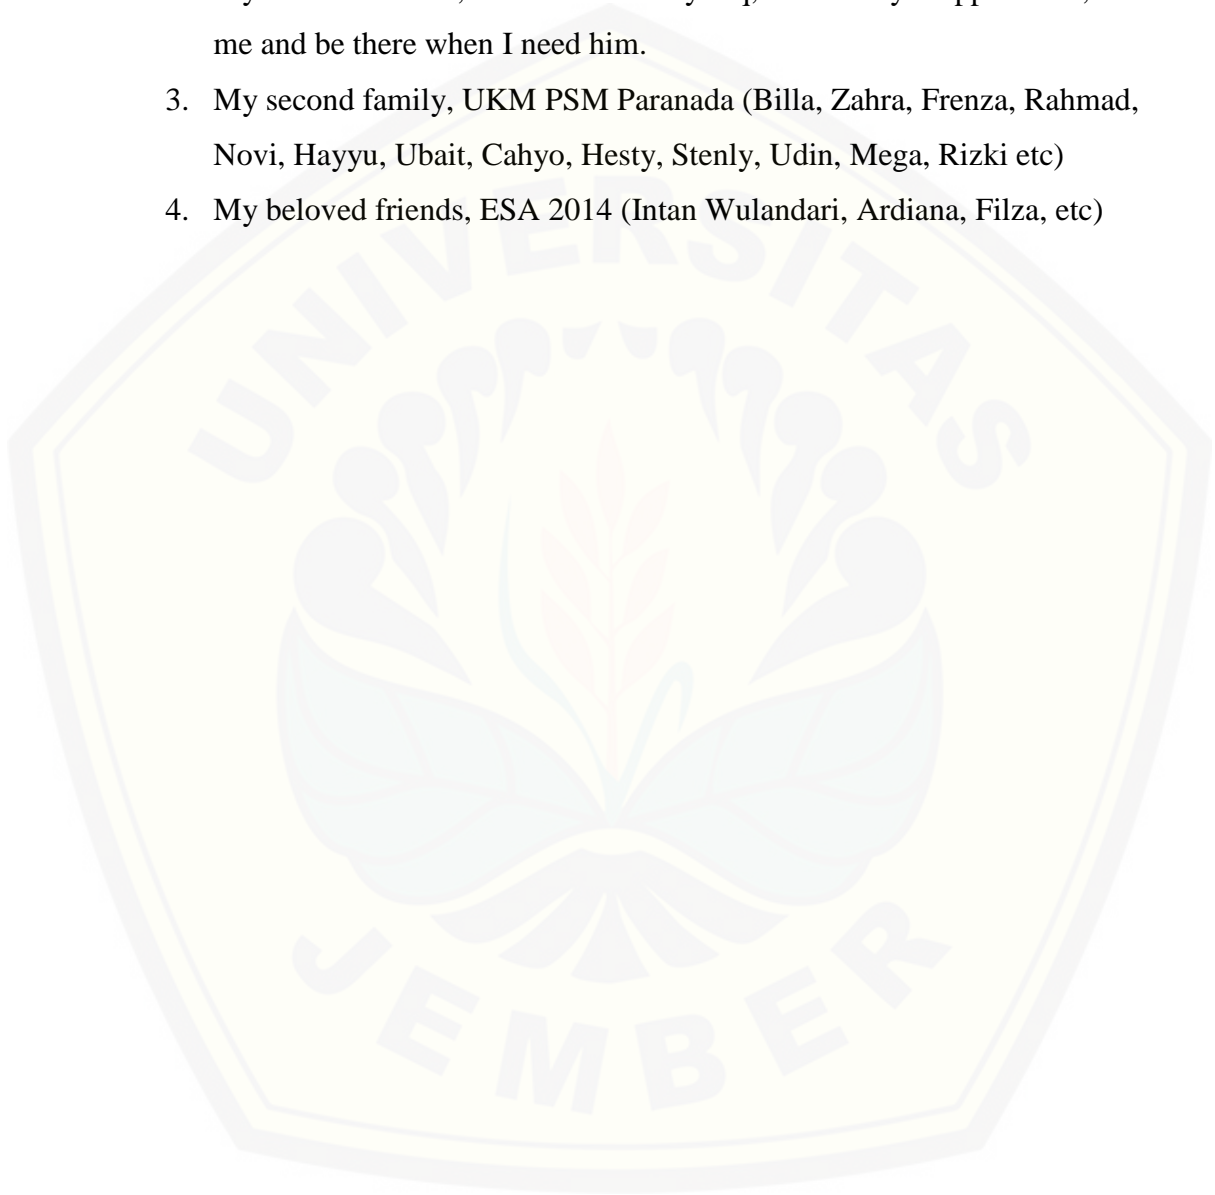 me and be there when I need him.
3. My second family, UKM PSM Paranada (Billa, Zahra, Frenza, Rahmad,
Novi, Hayyu, Ubait, Cahyo, Hesty, Stenly, Udin, Mega, Rizki etc)
4. My beloved friends, ESA 2014 (Intan Wulandari, Ardiana, Filza, etc)
UNIVERSITAS
JEMBER